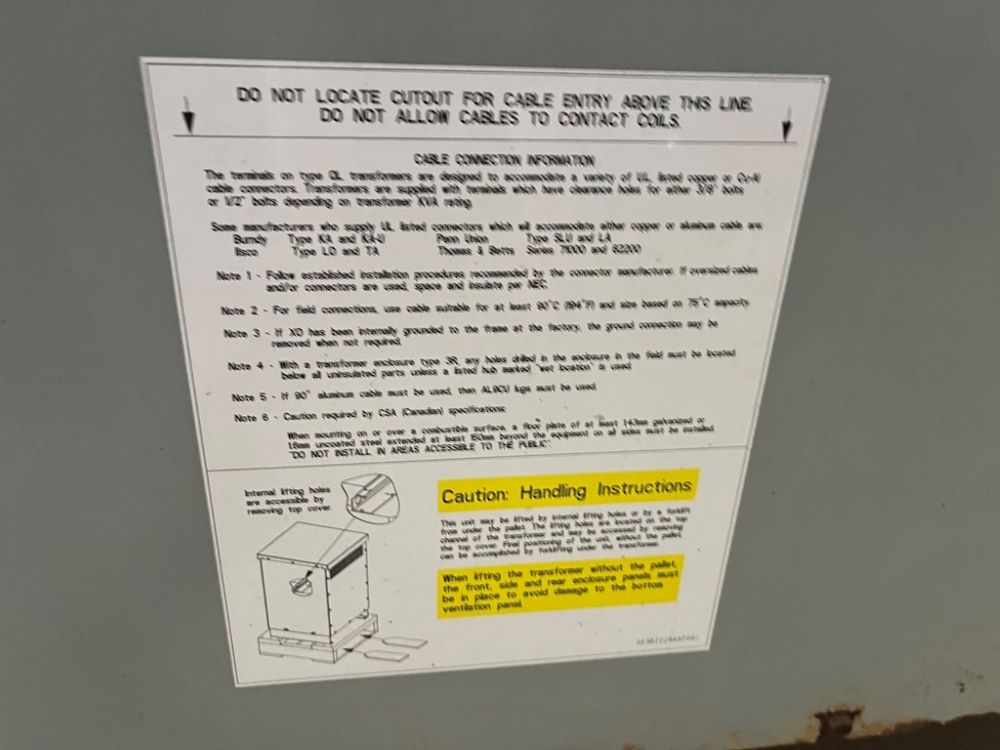 DO NOT LOCATE CUTOUT FOR CABLE ENTRY ABOVE THIS LINE.
DO NOT ALLOW CABLES TO CONTACT COILS.
CABLE CONNECTION INFORMATION
The terminals on type QL transformers are designed to accommodate a variety of UL listed copper or Cu-Al
cable connectors. Transformers are supplied with terminals which have clearance holes for either 3/8" bolts
or 1/2" bolts depending on transformer KVA rating.
Some manufacturers who supply UL listed connectors which will accommodate either copper or aluminum cable are:
Burndy Type KA and KA-U Penn Union Type SLU and LA
Ilsco Type LO and TA Thomas & Betts Series 71000 and 62200
Note 1 - Follow established installation procedures recommended by the connector manufacturer. If oversized cables
and/or connectors are used, space and insulate per NEC.
Note 2 - For field connections, use cable suitable for at least 90°C (194°F) and size based on 75°C ampacity.
Note 3 - If XO has been internally grounded to the frame at the factory, the ground connection may be
removed when not required.
Note 4 - With a transformer enclosure type 3R, any holes drilled in the enclosure in the field must be located
below all uninsulated parts unless a listed hub marked "wet location" is used.
Note 5 - If 90° aluminum cable must be used, then AL9CU lugs must be used.
Note 6 - Caution required by CSA (Canadian) specifications:
When mounting on or over a combustible surface, a floor plate of at least 1.43mm galvanized or
1.6mm uncoated steel extended at least 150mm beyond the equipment on all sides must be installed.
"DO NOT INSTALL IN AREAS ACCESSIBLE TO THE PUBLIC".
Internal lifting holes
are accessible by
removing top cover.
Caution: Handling Instructions
This unit may be lifted by internal lifting holes or by a forklift
from under the pallet. The lifting holes are located on the top
channel of the transformer and may be accessed by removing
the top cover. Final positioning of the unit, without the pallet,
can be accomplished by forklifting under the transformer.
When lifting the transformer without the pallet,
the front, side and rear enclosure panels must
be in place to avoid damage to the bottom
ventilation panel.